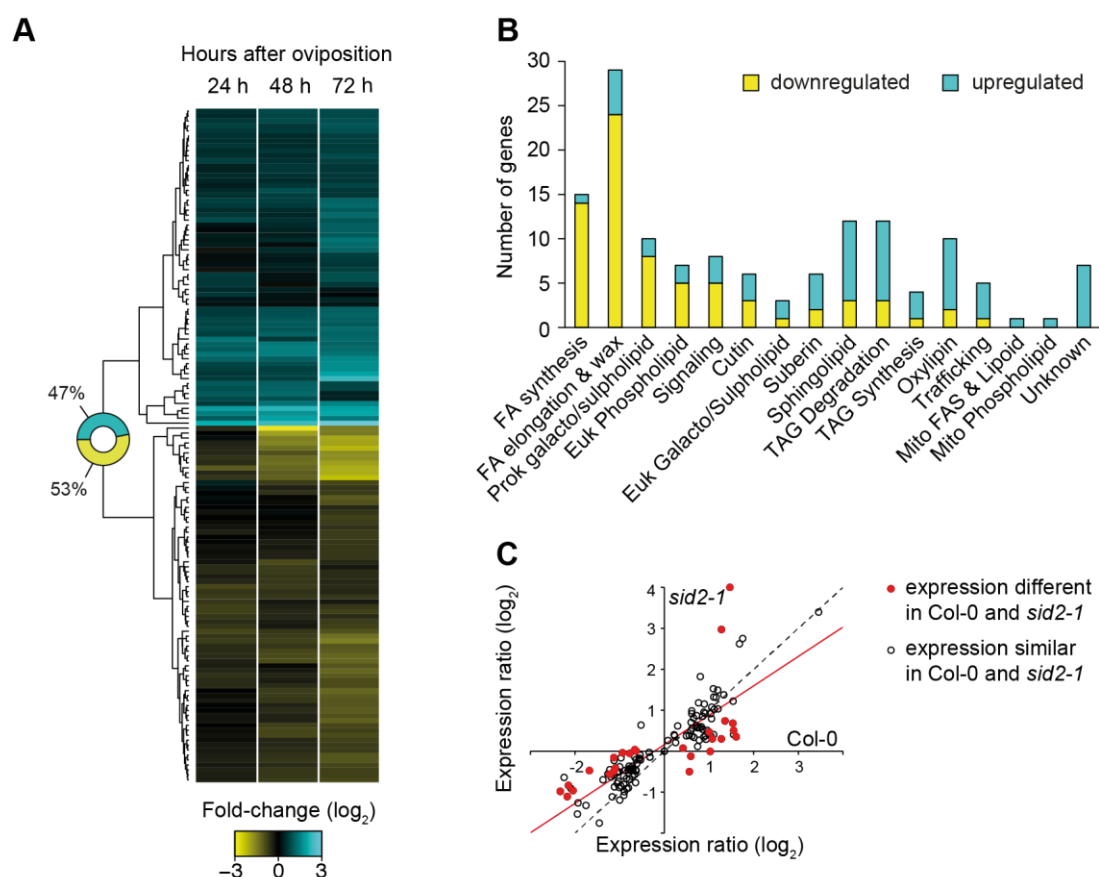 A
Hours after oviposition
24 h 48 h 72 h
47%
53%
Fold-change (log₂)
−3 0 3
B
Number of genes
30
25
20
15
10
5
0
downregulated
upregulated
FA synthesis
FA elongation & wax
Prok galacto/sulpholipid
Euk Phospholipid
Signaling
Cutin
Euk Galacto/Sulpholipid
Suberin
Sphingolipid
TAG Degradation
TAG Synthesis
Oxylipin
Trafficking
Mito FAS & Lipoid
Mito Phospholipid
Unknown
C
Expression ratio (log₂)
sid2-1
4
3
2
1
-1
-2 1 3
Col-0
Expression ratio (log₂)
expression different
in Col-0 and sid2-1
expression similar
in Col-0 and sid2-1